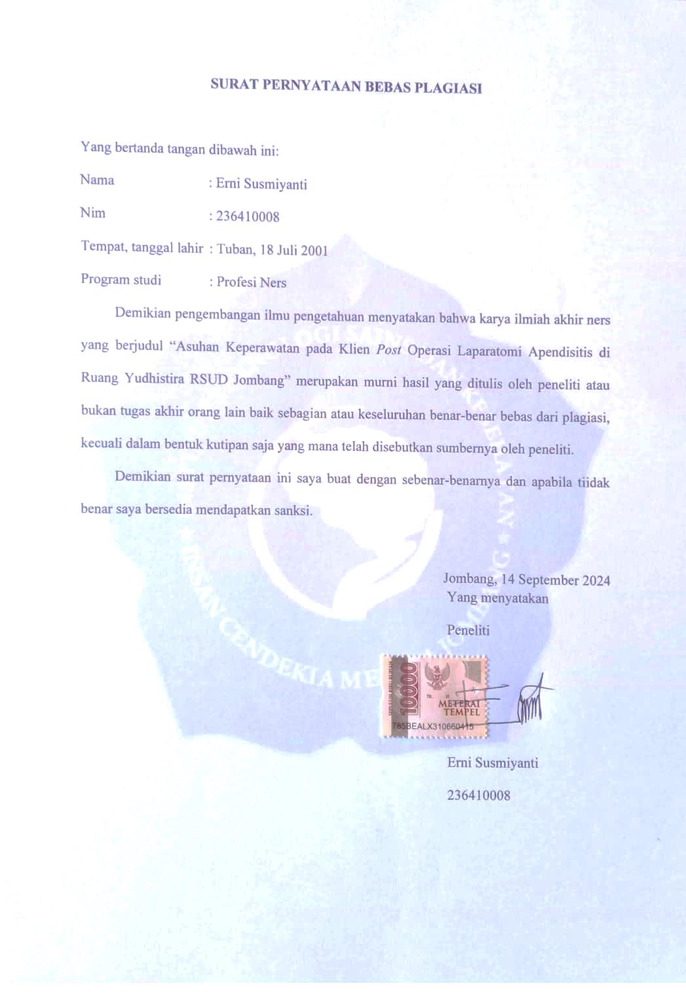 SURAT PERNYATAAN BEBAS PLAGIASI
Yang bertanda tangan dibawah ini:
Nama : Erni Susmiyanti
Nim : 236410008
Tempat, tanggal lahir : Tuban, 18 Juli 2001
Program studi : Profesi Ners
Demikian pengembangan ilmu pengetahuan menyatakan bahwa karya ilmiah akhir ners
yang berjudul “Asuhan Keperawatan pada Klien Post Operasi Laparatomi Apendisitis di
Ruang Yudhistira RSUD Jombang” merupakan murni hasil yang ditulis oleh peneliti atau
bukan tugas akhir orang lain baik sebagian atau keseluruhan benar-benar bebas dari plagiasi,
kecuali dalam bentuk kutipan saja yang mana telah disebutkan sumbernya oleh peneliti.
Demikian surat pernyataan ini saya buat dengan sebenar-benarnya dan apabila tiidak
benar saya bersedia mendapatkan sanksi.
Jombang, 14 September 2024
Yang menyatakan
Peneliti
10000
METERAI
TEMPEL
785BEALX310660415
Erni Susmiyanti
236410008
INSAN CENDEKIA
JOMBANG